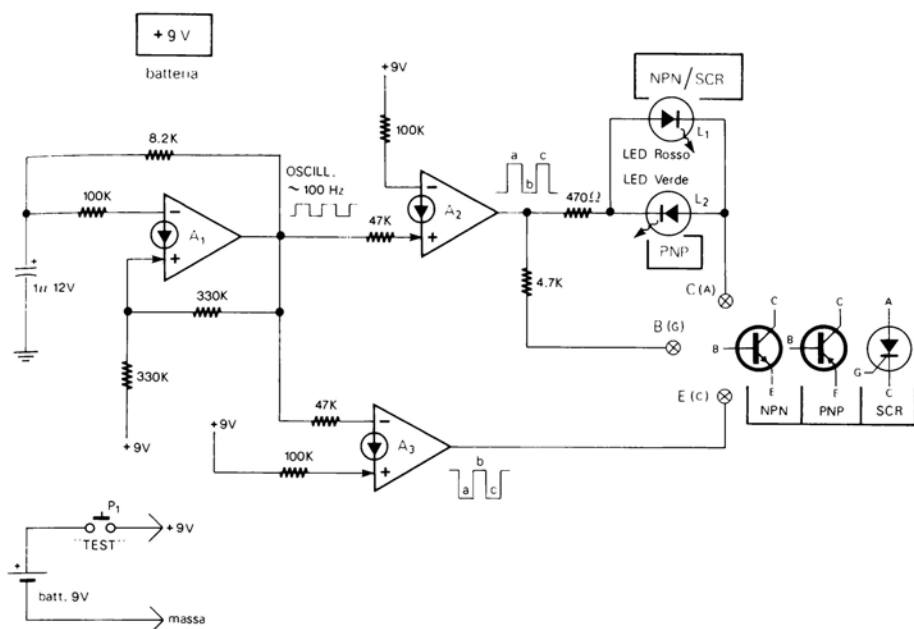 +9V
batteria
8.2K
100K
A1
+
1µ 12V
330K
330K
+9V
OSCILL.
~ 100 Hz
47K
+9V
100K
A2
a c
b
470Ω
4.7K
NPN/SCR
L1
LED Rosso
LED Verde
L2
PNP
C (A)
B (G)
E (C)
C
B
E
NPN
C
B
E
PNP
A
G
C
SCR
47K
+9V
100K
A3
b
a c
P1
"TEST"
+9V
+
batt. 9V
massa